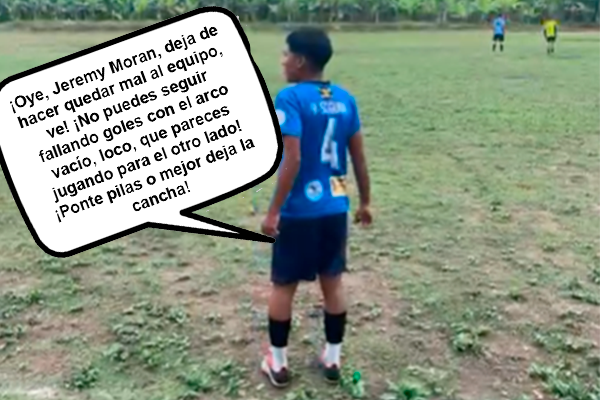 ¡Oye, Jeremy Moran, deja de
hacer quedar mal al equipo,
ve! ¡No puedes seguir
fallando goles con el arco
vacío, loco, que pareces
jugando para el otro lado!
¡Ponte pilas o mejor deja la
cancha!
4